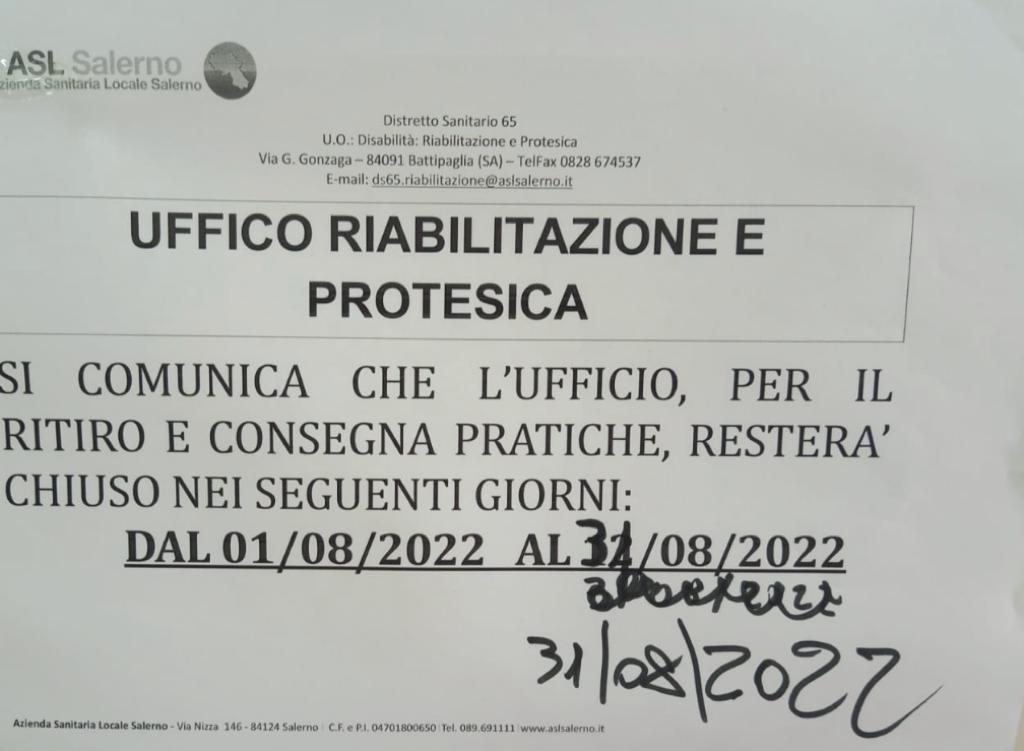 ASL Salerno
zienda Sanitaria Locale Salerno
Distretto Sanitario 65
U.O.: Disabilità: Riabilitazione e Protesica
Via G. Gonzaga – 84091 Battipaglia (SA) – TelFax 0828 674537
E-mail: ds65.riabilitazione@aslsalerno.it
UFFICO RIABILITAZIONE E
PROTESICA
SI COMUNICA CHE L'UFFICIO, PER IL
RITIRO E CONSEGNA PRATICHE, RESTERA'
CHIUSO NEI SEGUENTI GIORNI:
DAL 01/08/2022 AL 31/08/2022
31/08/2022
Azienda Sanitaria Locale Salerno - Via Nizza 146 - 84124 Salerno | C.F. e P.I. 04701800650 | Tel. 089.691111 | www.aslsalerno.it